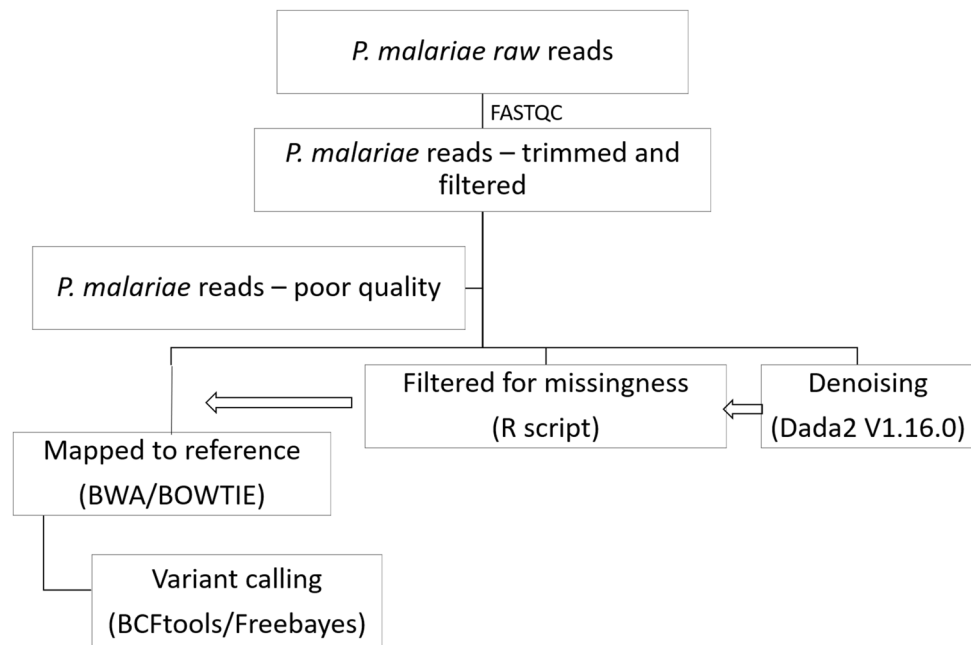 P. malariae raw reads
FASTQC
P. malariae reads – trimmed and
filtered
P. malariae reads – poor quality
Filtered for missingness
(R script)
Denoising
(Dada2 V1.16.0)
Mapped to reference
(BWA/BOWTIE)
Variant calling
(BCFtools/Freebayes)